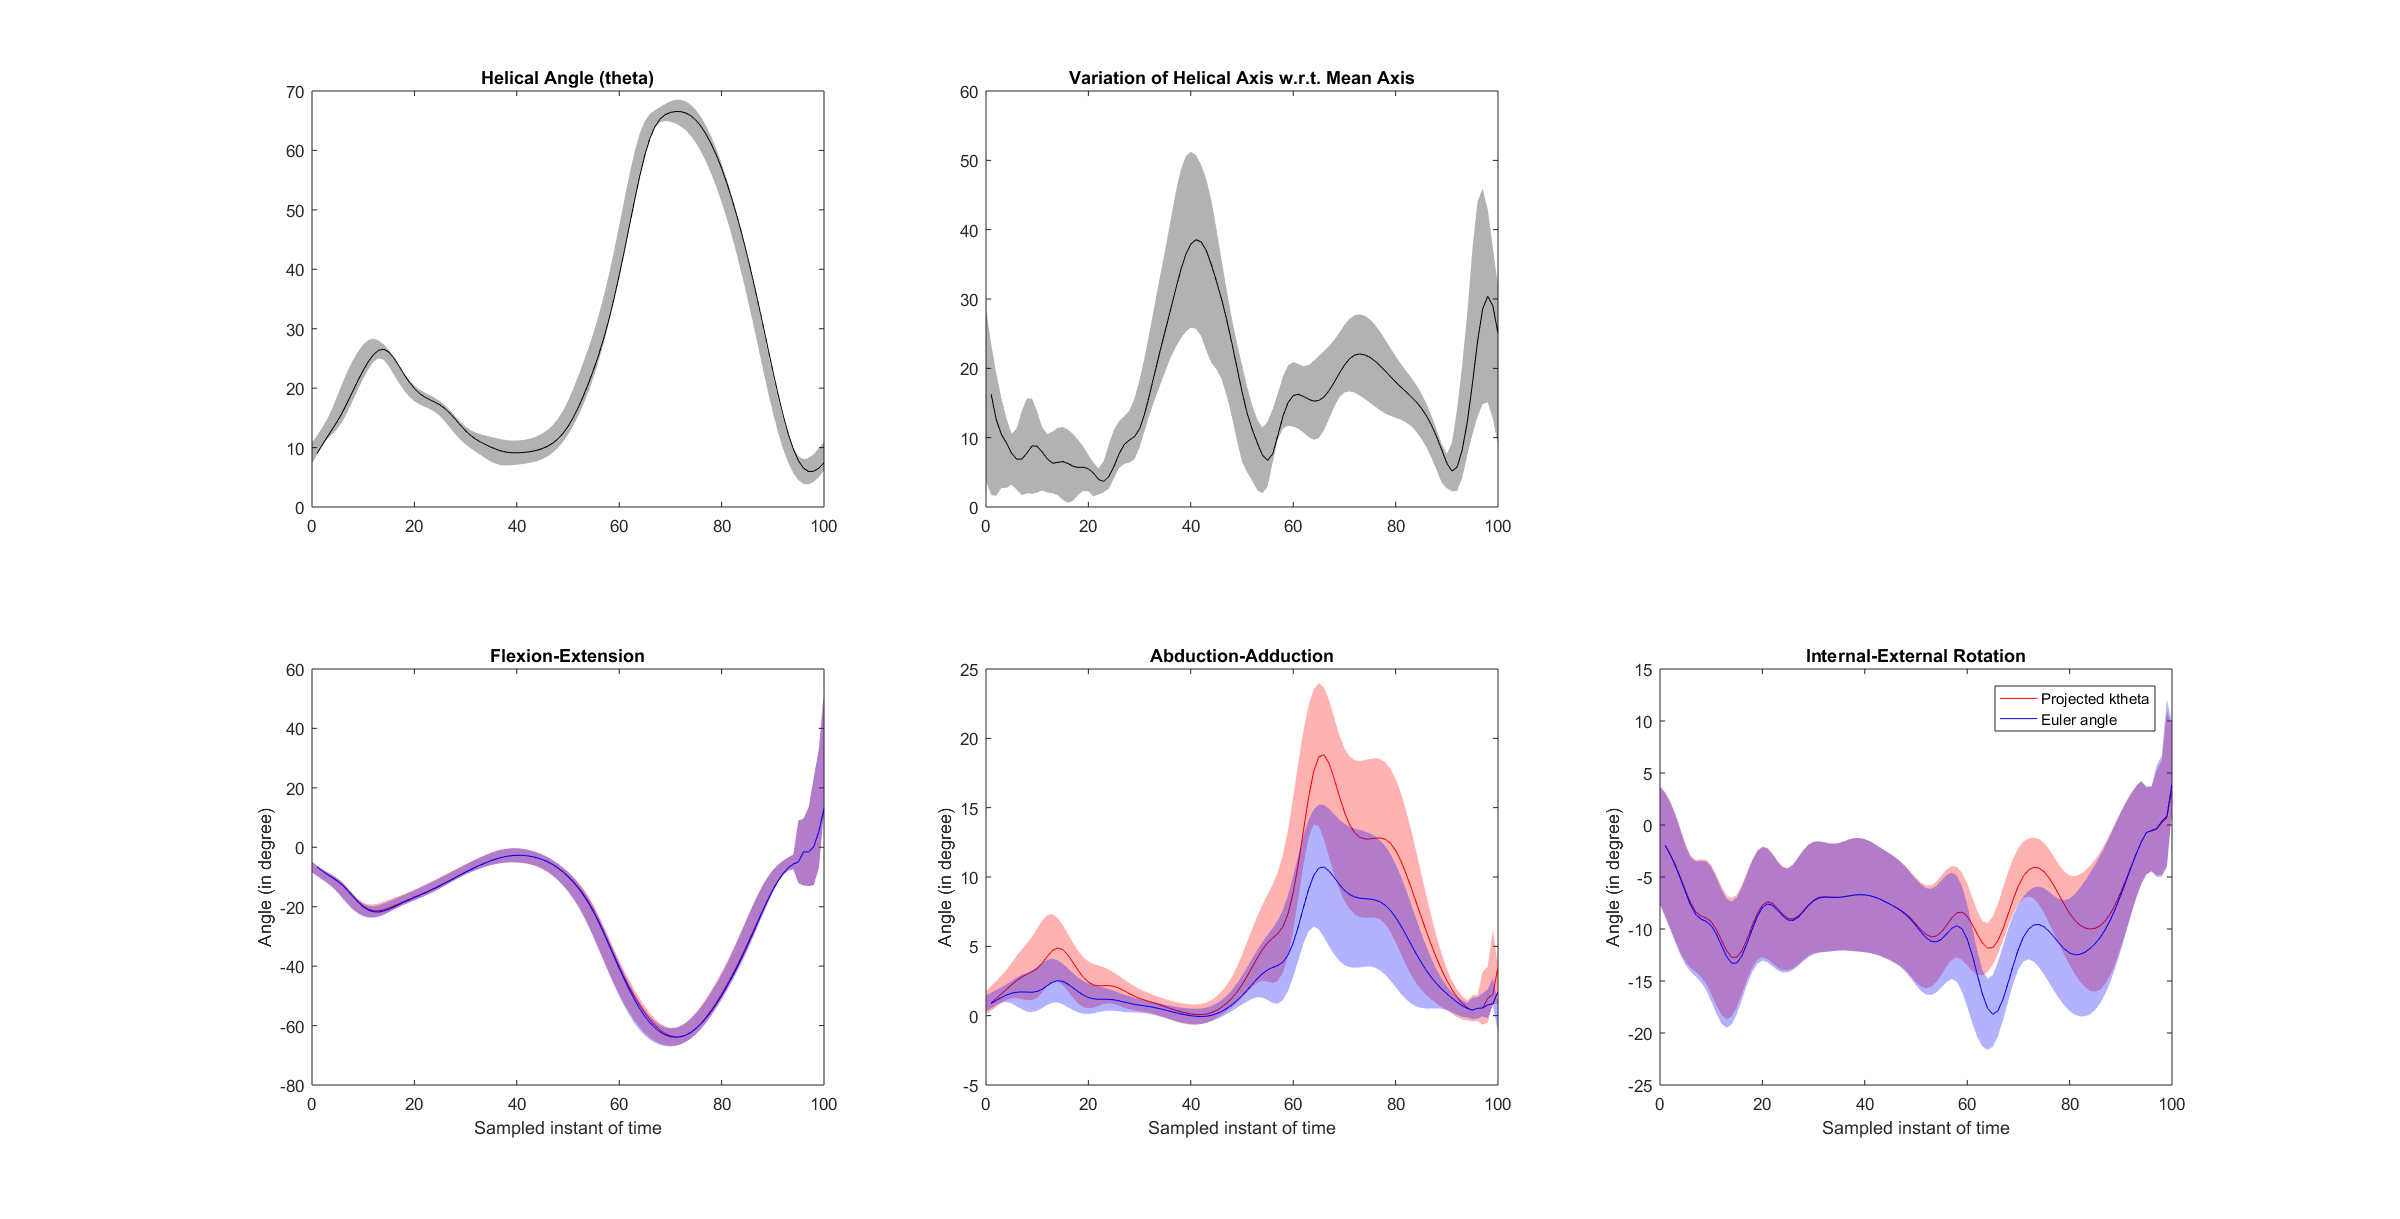 Helical Angle (theta)
70
60
50
40
30
20
10
0
0 20 40 60 80 100
Variation of Helical Axis w.r.t. Mean Axis
60
50
40
30
20
10
0
0 20 40 60 80 100
Flexion-Extension
Angle (in degree)
60
40
20
0
-20
-40
-60
-80
0 20 40 60 80 100
Sampled instant of time
Abduction-Adduction
Angle (in degree)
25
20
15
10
5
0
-5
0 20 40 60 80 100
Sampled instant of time
Internal-External Rotation
Angle (in degree)
15
10
5
0
-5
-10
-15
-20
-25
0 20 40 60 80 100
Sampled instant of time
Projected ktheta
Euler angle